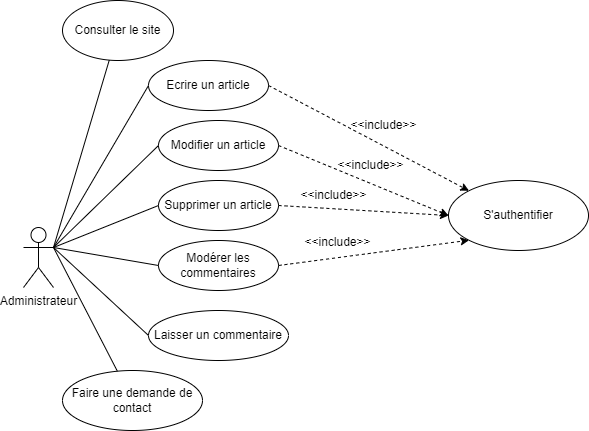 Consulter le site
Ecrire un article
<<include>>
Modifier un article
<<include>>
Supprimer un article
<<include>>
S'authentifier
Modérer les
commentaires
<<include>>
Administrateur
Laisser un commentaire
Faire une demande de
contact